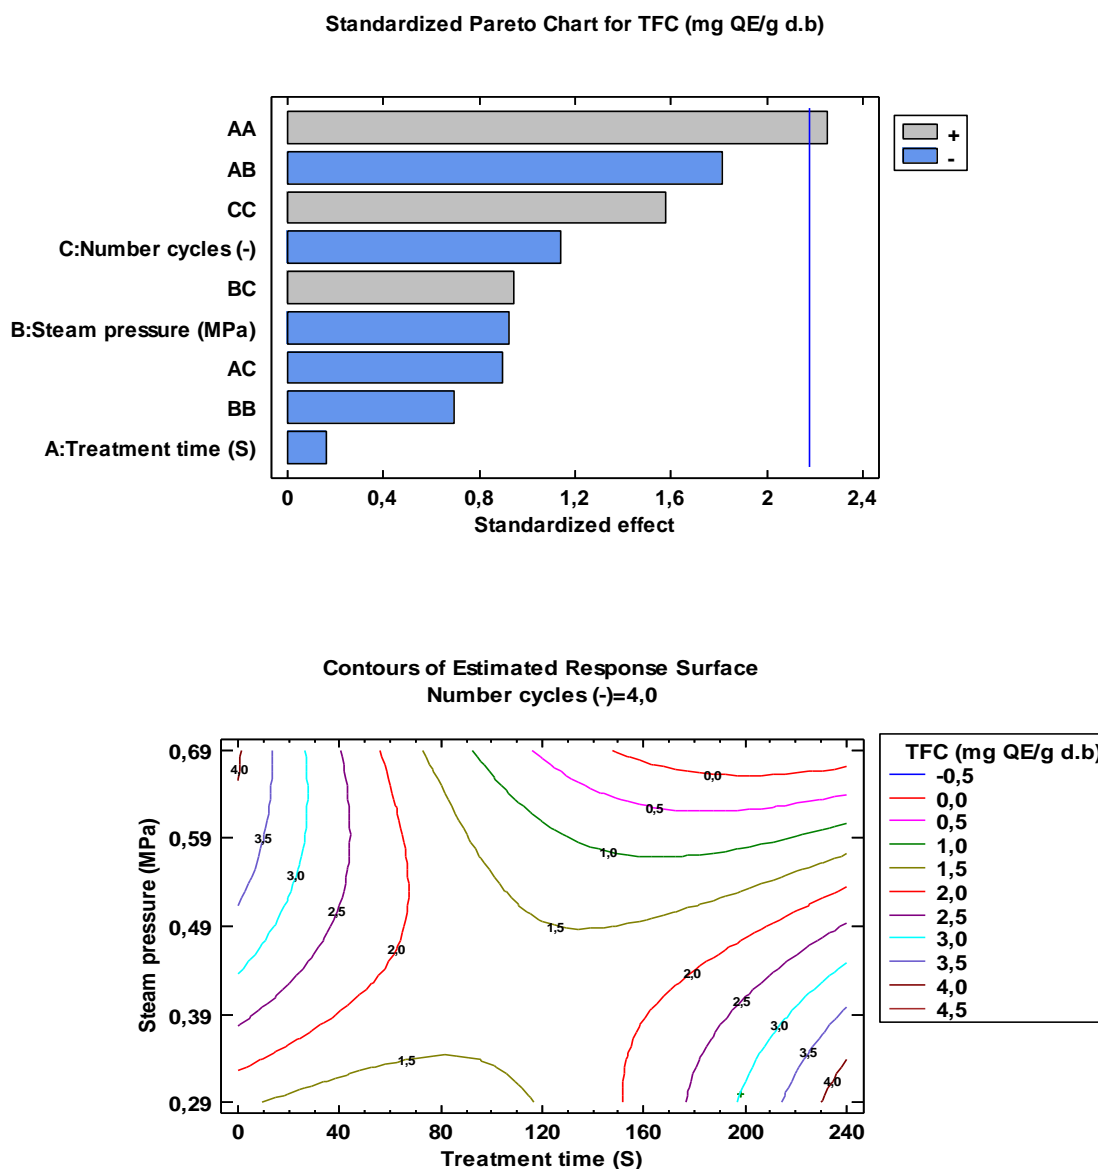 Standardized Pareto Chart for TFC (mg QE/g d.b)
AA
AB
CC
C:Number cycles (-)
BC
B:Steam pressure (MPa)
AC
BB
A:Treatment time (S)
0 0,4 0,8 1,2 1,6 2 2,4
Standardized effect
+
-
Contours of Estimated Response Surface
Number cycles (-)=4,0
Steam pressure (MPa)
0,69
0,59
0,49
0,39
0,29
4,0
3,5
3,0
2,5
2,0
1,5
0,0
0,5
1,0
1,5
2,0
2,5
3,0
3,5
4,0
0 40 80 120 160 200 240
Treatment time (S)
TFC (mg QE/g d.b)
-0,5
0,0
0,5
1,0
1,5
2,0
2,5
3,0
3,5
4,0
4,5